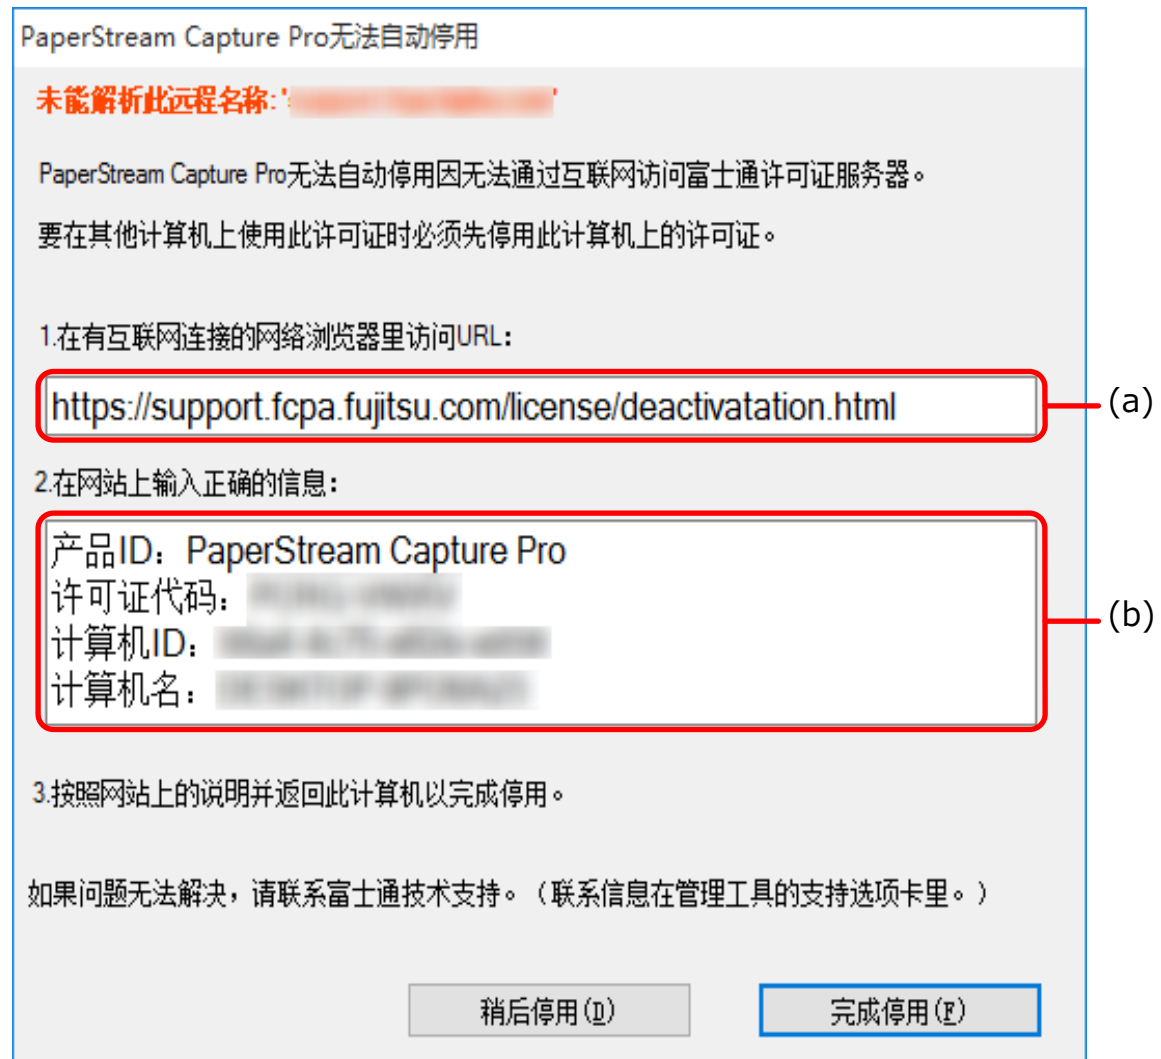 PaperStream Capture Pro无法自动停用
未能解析此远程名称:' '
PaperStream Capture Pro无法自动停用因无法通过互联网访问富士通许可证服务器。
要在其他计算机上使用此许可证时必须先停用此计算机上的许可证。
1.在有互联网连接的网络浏览器里访问URL：
https://support.fcpa.fujitsu.com/license/deactivatation.html
(a)
2.在网站上输入正确的信息：
产品ID：PaperStream Capture Pro
许可证代码：
计算机ID：
计算机名：
(b)
3.按照网站上的说明并返回此计算机以完成停用。
如果问题无法解决，请联系富士通技术支持。（联系信息在管理工具的支持选项卡里。）
稍后停用(D)
完成停用(F)